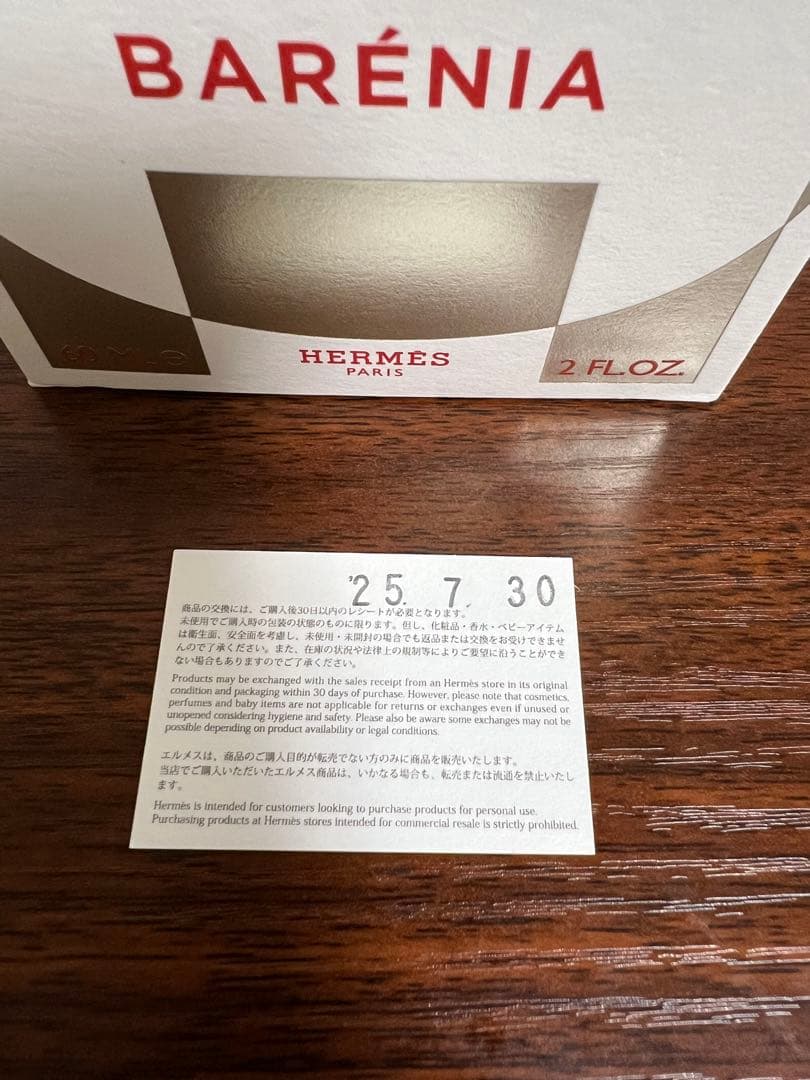 BARÉNIA
60 ML ℮
HERMÈS
PARIS
2 FL.OZ.
'25. 7. 30
商品の交換には、ご購入後30日以内のレシートが必要となります。
未使用でご購入時の包装の状態のものに限ります。但し、化粧品・香水・ベビーアイテム
は衛生面、安全面を考慮し、未使用・未開封の場合でも返品または交換をお受けできませ
んのでご了承ください。また、在庫の状況や法律上の規制等によりご要望に沿うことができ
ない場合もありますのでご了承ください。
Products may be exchanged with the sales receipt from an Hermès store in its original
condition and packaging within 30 days of purchase. However, please note that cosmetics,
perfumes and baby items are not applicable for returns or exchanges even if unused or
unopened considering hygiene and safety. Please also be aware some exchanges may not be
possible depending on product availability or legal conditions.
エルメスは、商品のご購入目的が転売でない方のみに商品を販売いたします。
当店でご購入いただいたエルメス商品は、いかなる場合も、転売または流通を禁止いたし
ます。
Hermès is intended for customers looking to purchase products for personal use.
Purchasing products at Hermès stores intended for commercial resale is strictly prohibited.